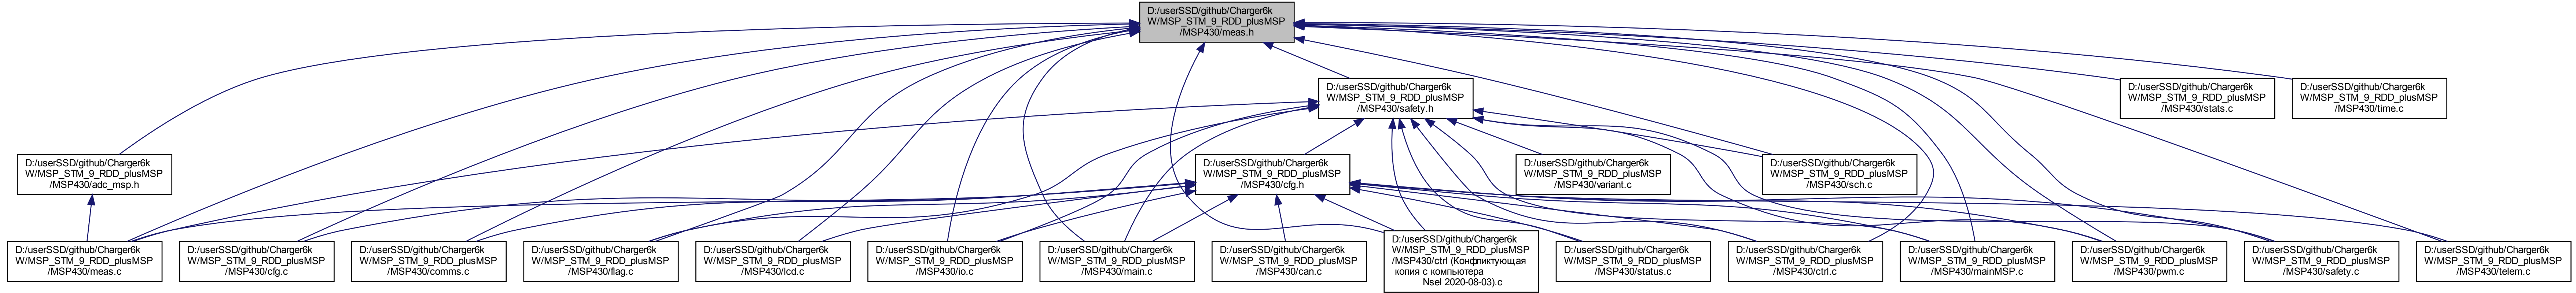 D:/userSSD/github/Charger6k
W/MSP_STM_9_RDD_plusMSP
/MSP430/meas.h
D:/userSSD/github/Charger6k
W/MSP_STM_9_RDD_plusMSP
/MSP430/safety.h
D:/userSSD/github/Charger6k
W/MSP_STM_9_RDD_plusMSP
/MSP430/stats.c
D:/userSSD/github/Charger6k
W/MSP_STM_9_RDD_plusMSP
/MSP430/time.c
D:/userSSD/github/Charger6k
W/MSP_STM_9_RDD_plusMSP
/MSP430/adc_msp.h
D:/userSSD/github/Charger6k
W/MSP_STM_9_RDD_plusMSP
/MSP430/cfg.h
D:/userSSD/github/Charger6k
W/MSP_STM_9_RDD_plusMSP
/MSP430/variant.c
D:/userSSD/github/Charger6k
W/MSP_STM_9_RDD_plusMSP
/MSP430/sch.c
D:/userSSD/github/Charger6k
W/MSP_STM_9_RDD_plusMSP
/MSP430/meas.c
D:/userSSD/github/Charger6k
W/MSP_STM_9_RDD_plusMSP
/MSP430/cfg.c
D:/userSSD/github/Charger6k
W/MSP_STM_9_RDD_plusMSP
/MSP430/comms.c
D:/userSSD/github/Charger6k
W/MSP_STM_9_RDD_plusMSP
/MSP430/flag.c
D:/userSSD/github/Charger6k
W/MSP_STM_9_RDD_plusMSP
/MSP430/lcd.c
D:/userSSD/github/Charger6k
W/MSP_STM_9_RDD_plusMSP
/MSP430/io.c
D:/userSSD/github/Charger6k
W/MSP_STM_9_RDD_plusMSP
/MSP430/main.c
D:/userSSD/github/Charger6k
W/MSP_STM_9_RDD_plusMSP
/MSP430/can.c
D:/userSSD/github/Charger6k
W/MSP_STM_9_RDD_plusMSP
/MSP430/ctrl (Конфликтующая
копия с компьютера
Nsel 2020-08-03).c
D:/userSSD/github/Charger6k
W/MSP_STM_9_RDD_plusMSP
/MSP430/status.c
D:/userSSD/github/Charger6k
W/MSP_STM_9_RDD_plusMSP
/MSP430/ctrl.c
D:/userSSD/github/Charger6k
W/MSP_STM_9_RDD_plusMSP
/MSP430/mainMSP.c
D:/userSSD/github/Charger6k
W/MSP_STM_9_RDD_plusMSP
/MSP430/pwm.c
D:/userSSD/github/Charger6k
W/MSP_STM_9_RDD_plusMSP
/MSP430/safety.c
D:/userSSD/github/Charger6k
W/MSP_STM_9_RDD_plusMSP
/MSP430/telem.c